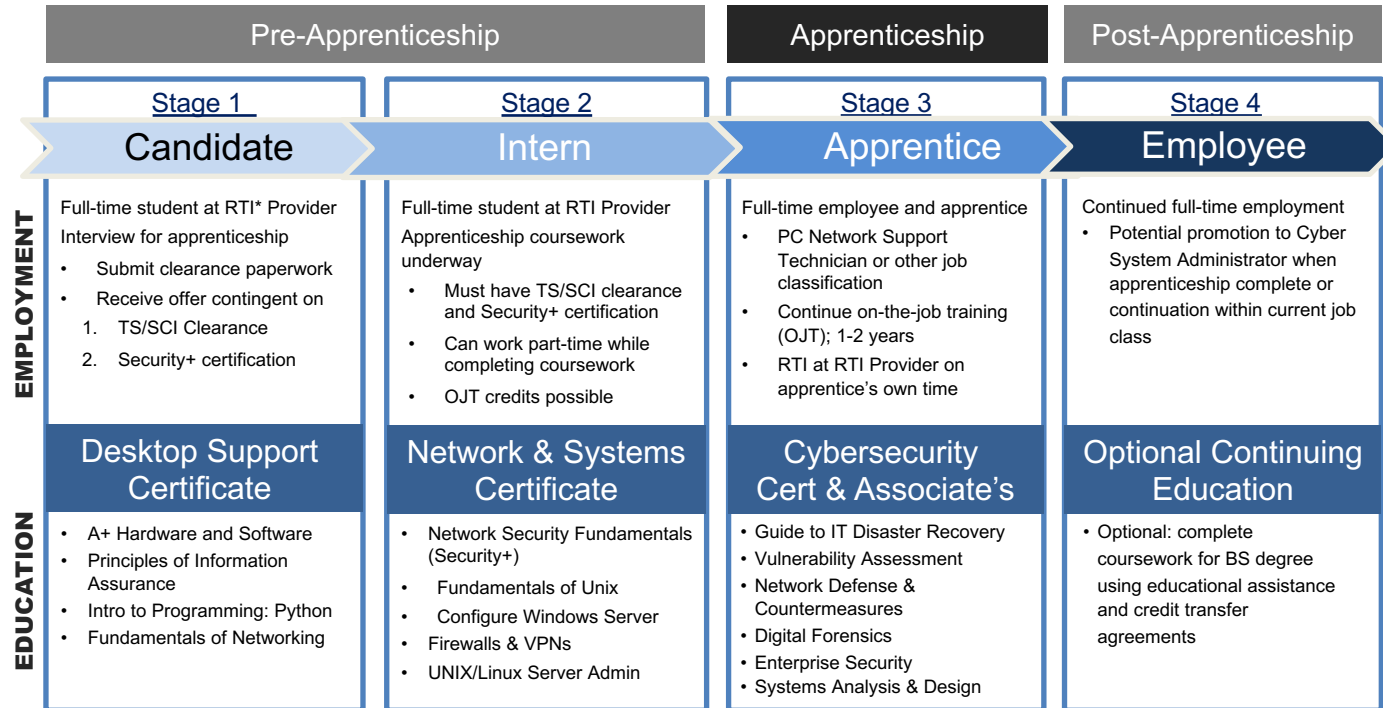 Pre-Apprenticeship
Apprenticeship
Post-Apprenticeship
Stage 1
Candidate
Stage 2
Intern
Stage 3
Apprentice
Stage 4
Employee
EMPLOYMENT
Full-time student at RTI* Provider
Interview for apprenticeship
• Submit clearance paperwork
• Receive offer contingent on
1. TS/SCI Clearance
2. Security+ certification
Full-time student at RTI Provider
Apprenticeship coursework
underway
• Must have TS/SCI clearance
and Security+ certification
• Can work part-time while
completing coursework
• OJT credits possible
Full-time employee and apprentice
• PC Network Support
Technician or other job
classification
• Continue on-the-job training
(OJT); 1-2 years
• RTI at RTI Provider on
apprentice's own time
Continued full-time employment
• Potential promotion to Cyber
System Administrator when
apprenticeship complete or
continuation within current job
class
EDUCATION
Desktop Support
Certificate
• A+ Hardware and Software
• Principles of Information
Assurance
• Intro to Programming: Python
• Fundamentals of Networking
Network & Systems
Certificate
• Network Security Fundamentals
(Security+)
• Fundamentals of Unix
• Configure Windows Server
• Firewalls & VPNs
• UNIX/Linux Server Admin
Cybersecurity
Cert & Associate's
• Guide to IT Disaster Recovery
• Vulnerability Assessment
• Network Defense &
Countermeasures
• Digital Forensics
• Enterprise Security
• Systems Analysis & Design
Optional Continuing
Education
• Optional: complete
coursework for BS degree
using educational assistance
and credit transfer
agreements